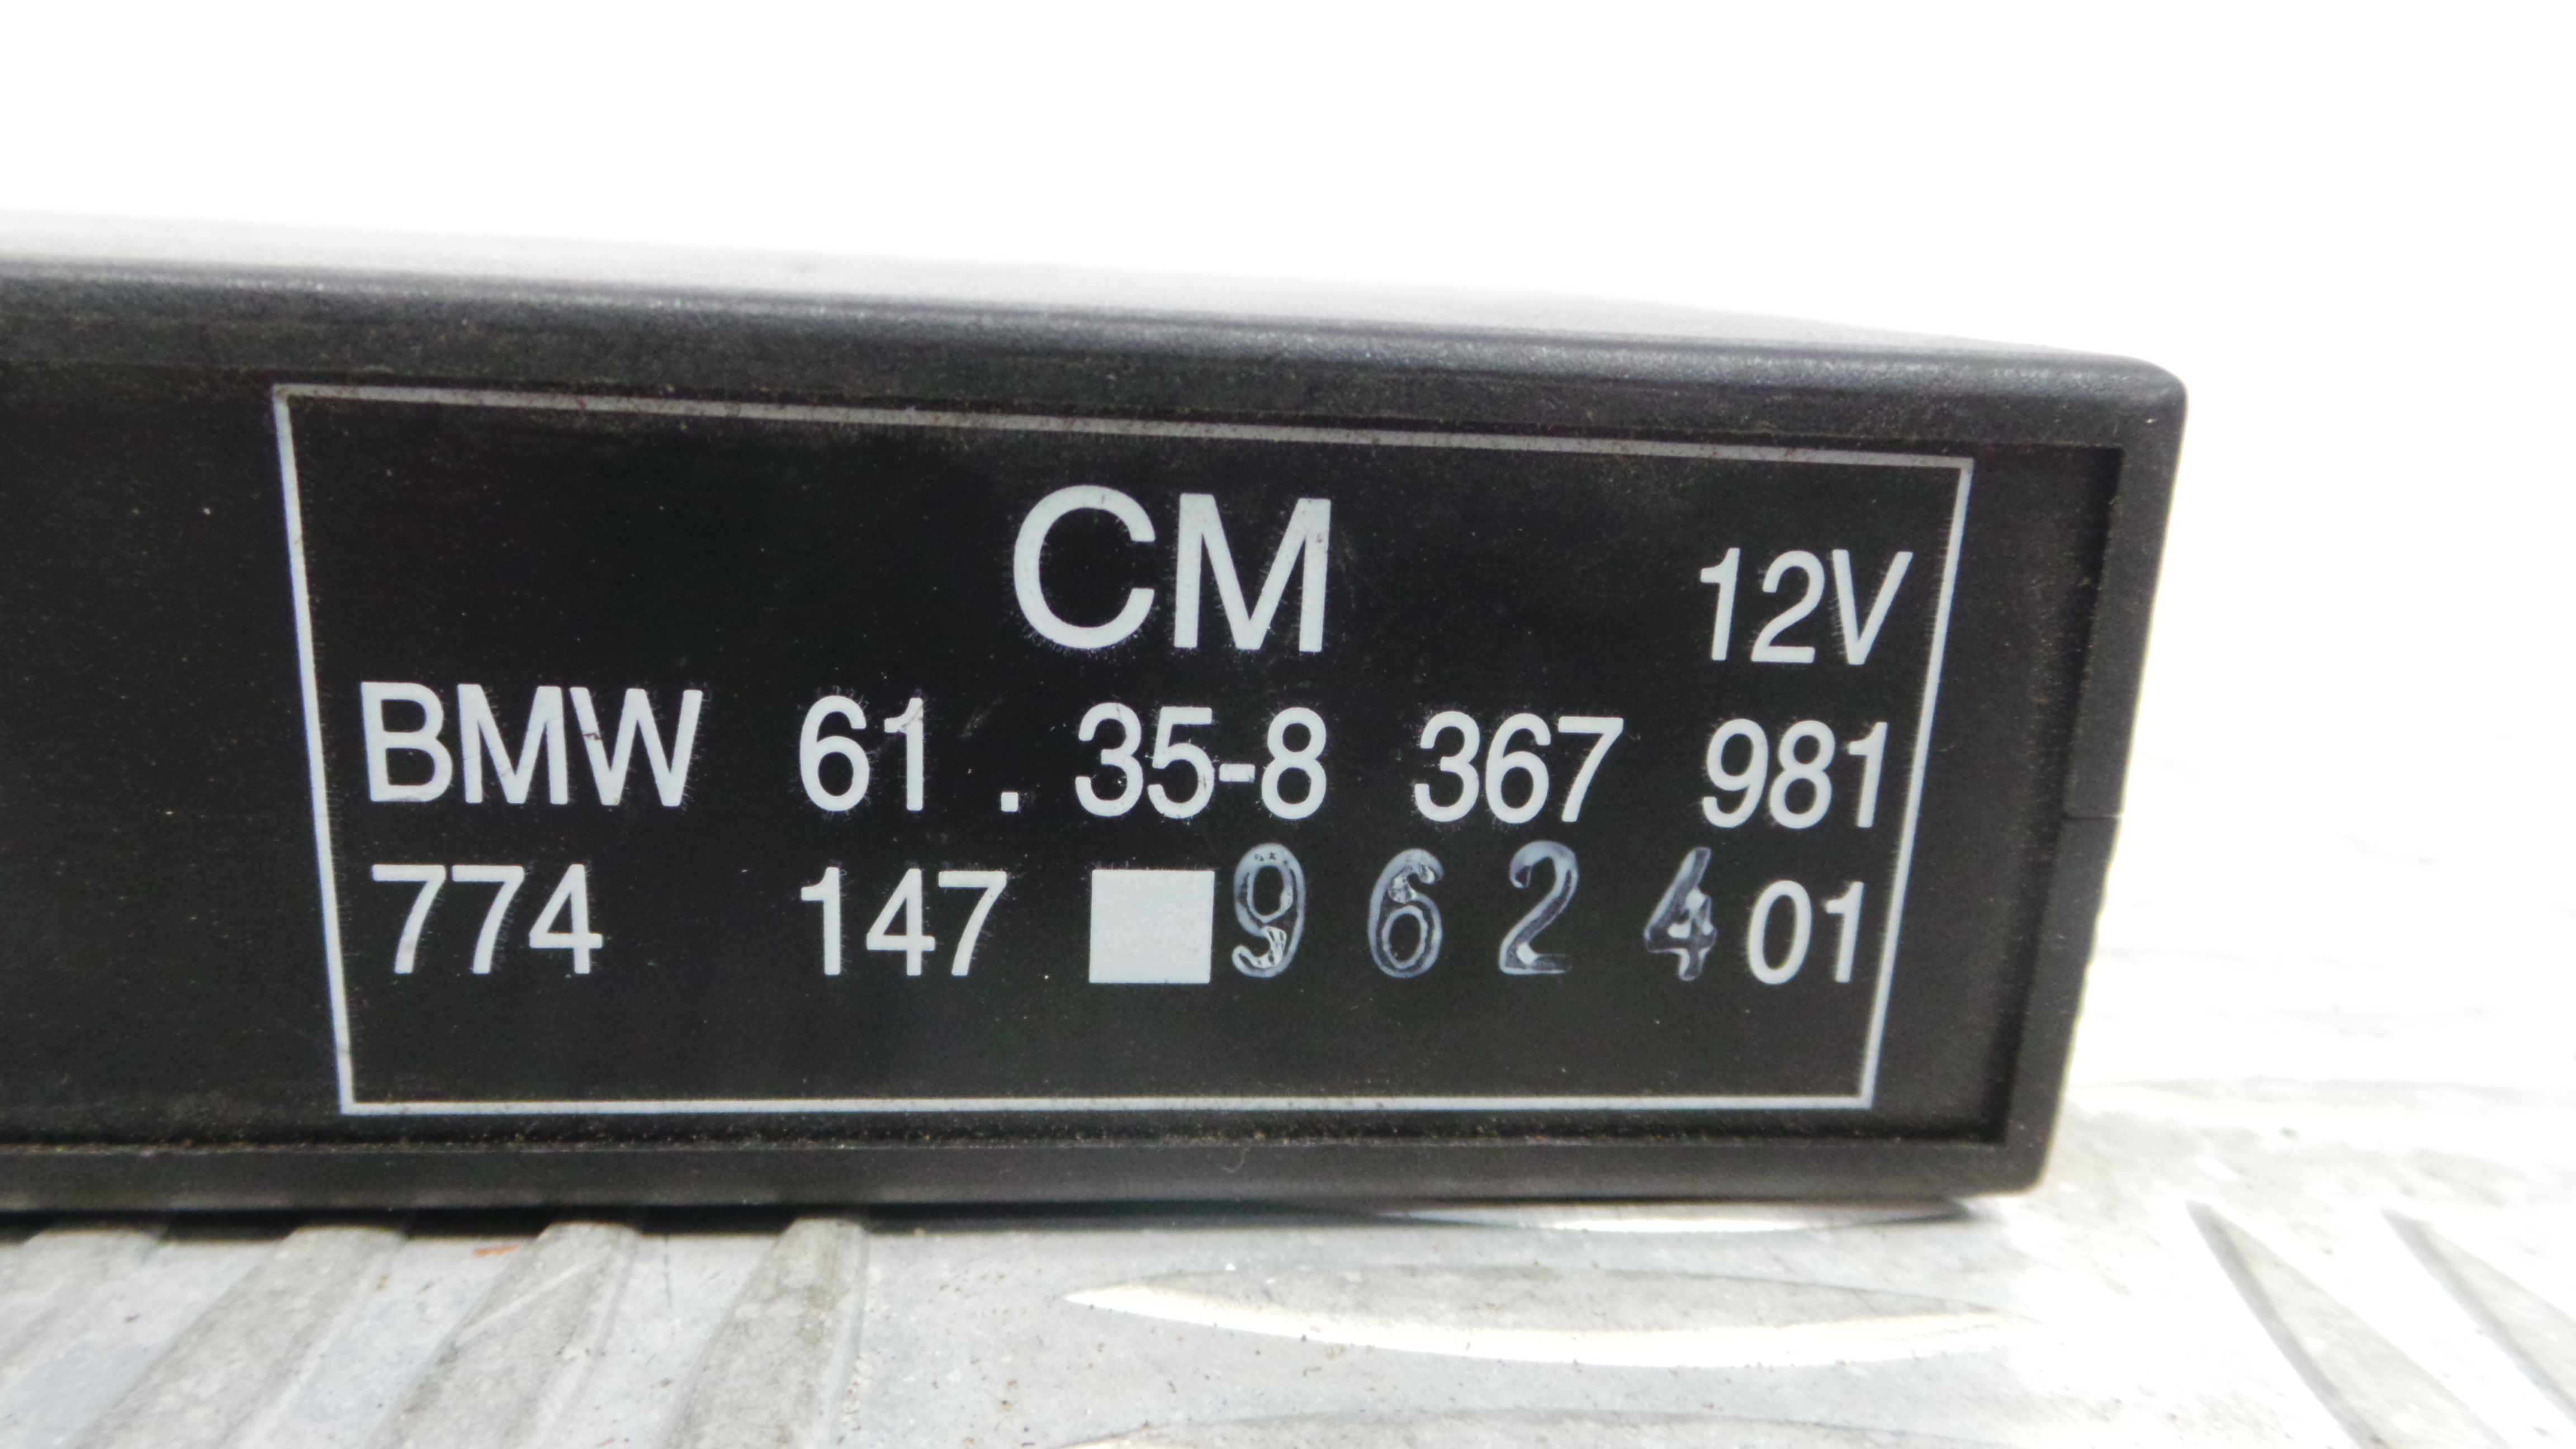 CM 12V
BMW 61 . 35-8 367 981
774 147 9 6 2 4 01